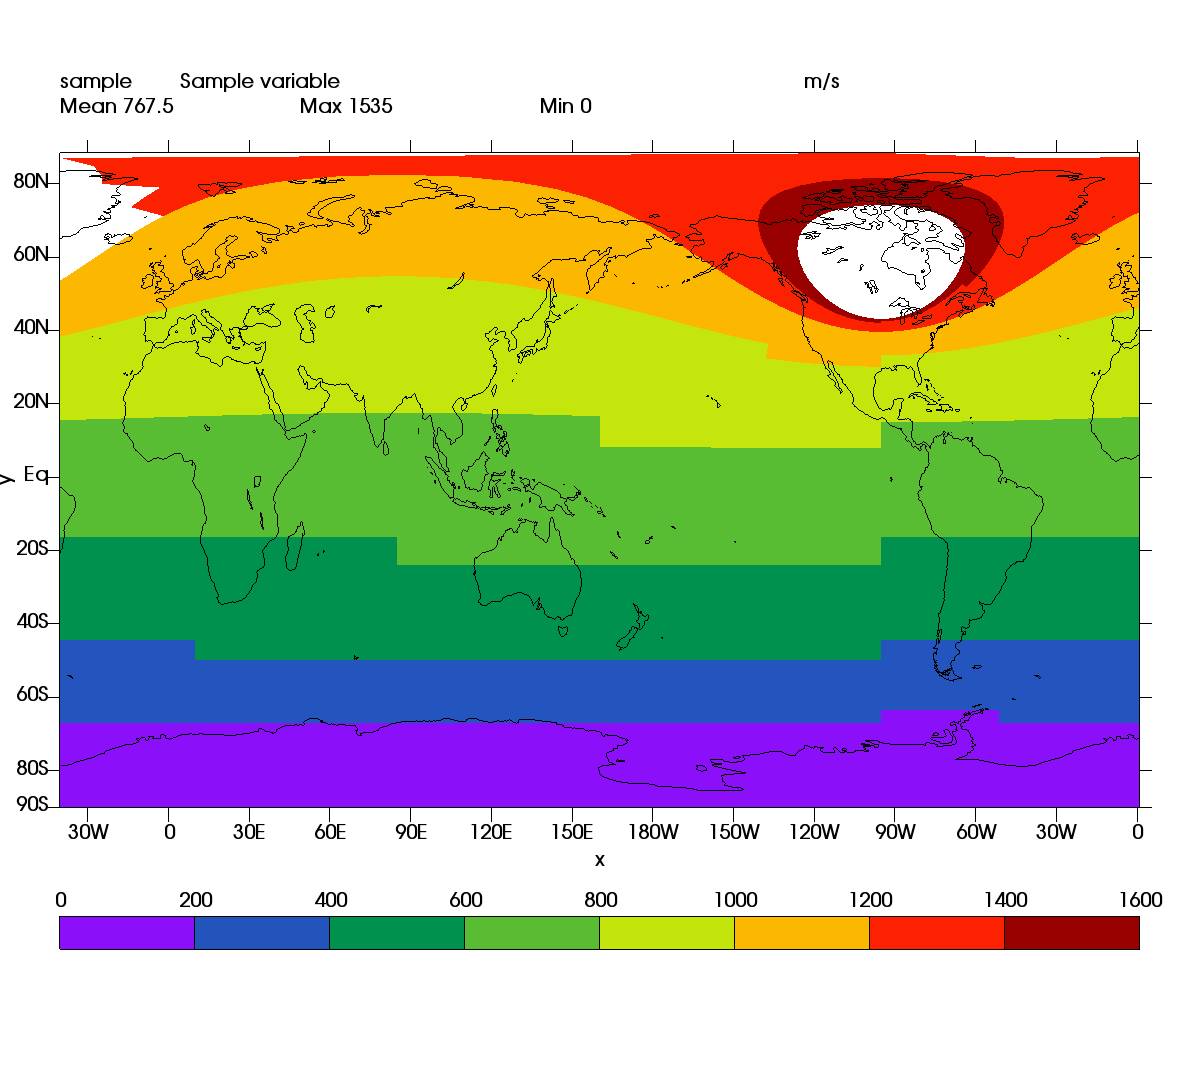 sample Sample variable m/s
Mean 767.5 Max 1535 Min 0
80N
60N
40N
20N
y Eq
20S
40S
60S
80S
90S
30W 0 30E 60E 90E 120E 150E 180W 150W 120W 90W 60W 30W 0
x
0 200 400 600 800 1000 1200 1400 1600